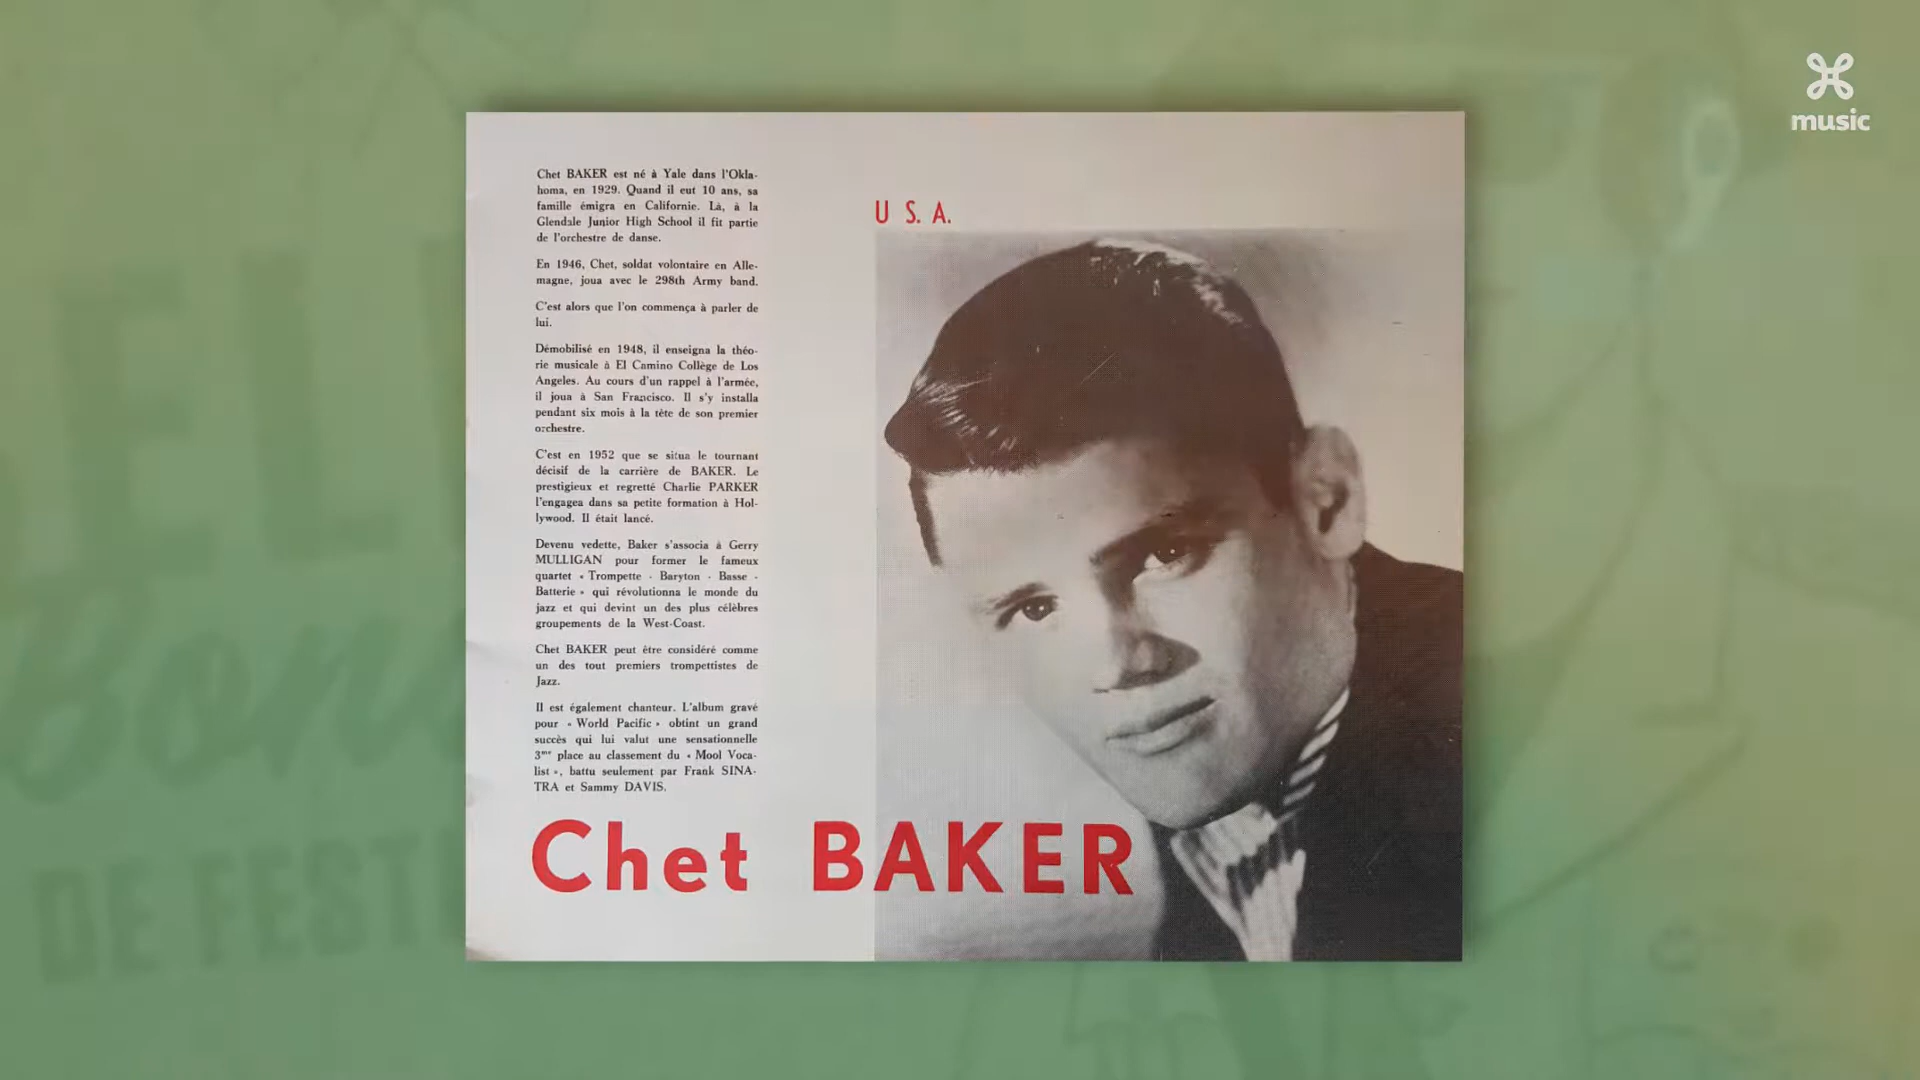 music
Chet BAKER est né à Yale dans l'Okla-
homa, en 1929. Quand il eut 10 ans, sa
famille émigra en Californie. Là, à la
Glendale Junior High School il fit partie
de l'orchestre de danse.
En 1946, Chet, soldat volontaire en Alle-
magne, joua avec le 298th Army band.
C'est alors que l'on commença à parler de
lui.
Démobilisé en 1948, il enseigna la théo-
rie musicale à El Camino Collège de Los
Angeles. Au cours d'un rappel à l'armée,
il joua à San Francisco. Il s'y installa
pendant six mois à la tête de son premier
orchestre.
C'est en 1952 que se situa le tournant
décisif de la carrière de BAKER. Le
prestigieux et regretté Charlie PARKER
l'engagea dans sa petite formation à Hol-
lywood. Il était lancé.
Devenu vedette, Baker s'associa à Gerry
MULLIGAN pour former le fameux
quartet « Trompette - Baryton - Basse -
Batterie » qui révolutionna le monde du
jazz et qui devint un des plus célèbres
groupements de la West-Coast.
Chet BAKER peut être considéré comme
un des tout premiers trompettistes de
Jazz.
Il est également chanteur. L'album gravé
pour « World Pacific » obtint un grand
succès qui lui valut une sensationnelle
3me place au classement du « Mool Voca-
list », battu seulement par Frank SINA-
TRA et Sammy DAVIS.
U S. A.
Chet BAKER
DE FEST